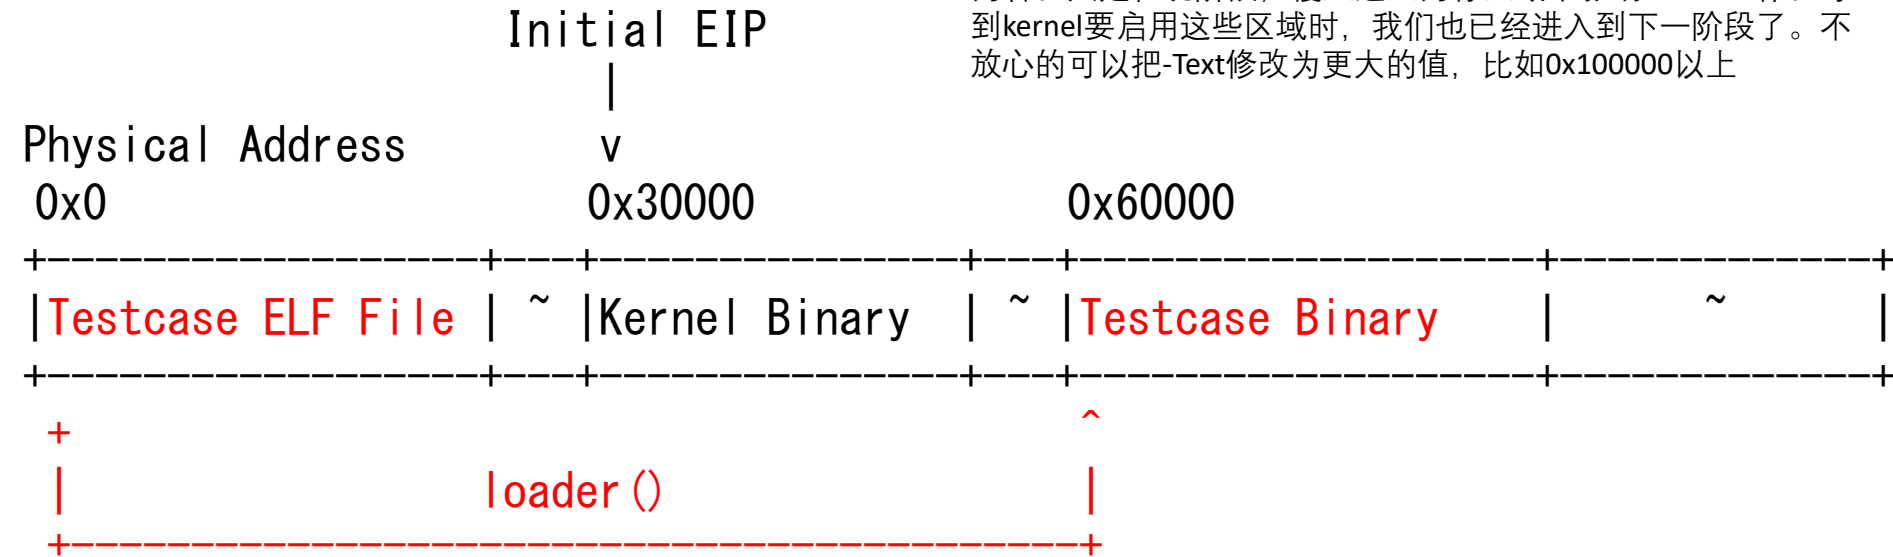 Initial EIP
|
到kernel要启用这些区域时，我们也已经进入到下一阶段了。不
放心的可以把-Text修改为更大的值，比如0x100000以上
Physical Address v
0x0 0x30000 0x60000
+------------------+---+---------------+---+-------------------+-------------+
|Testcase ELF File | ~ |Kernel Binary | ~ |Testcase Binary | ~ |
+------------------+---+---------------+---+-------------------+-------------+
+ ^
| loader() |
+------------------------------------------+